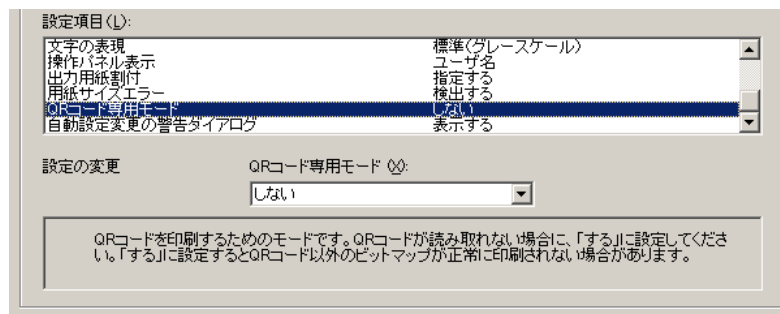 設定項目(L):
文字の表現 標準(グレースケール)
操作パネル表示 ユーザ名
出力用紙割付 指定する
用紙サイズエラー 検出する
QRコード専用モード しない
自動設定変更の警告ダイアログ 表示する
設定の変更 QRコード専用モード (X):
しない
QRコードを印刷するためのモードです。QRコードが読み取れない場合に、「する」に設定してくださ
い。「する」に設定するとQRコード以外のビットマップが正常に印刷されない場合があります。